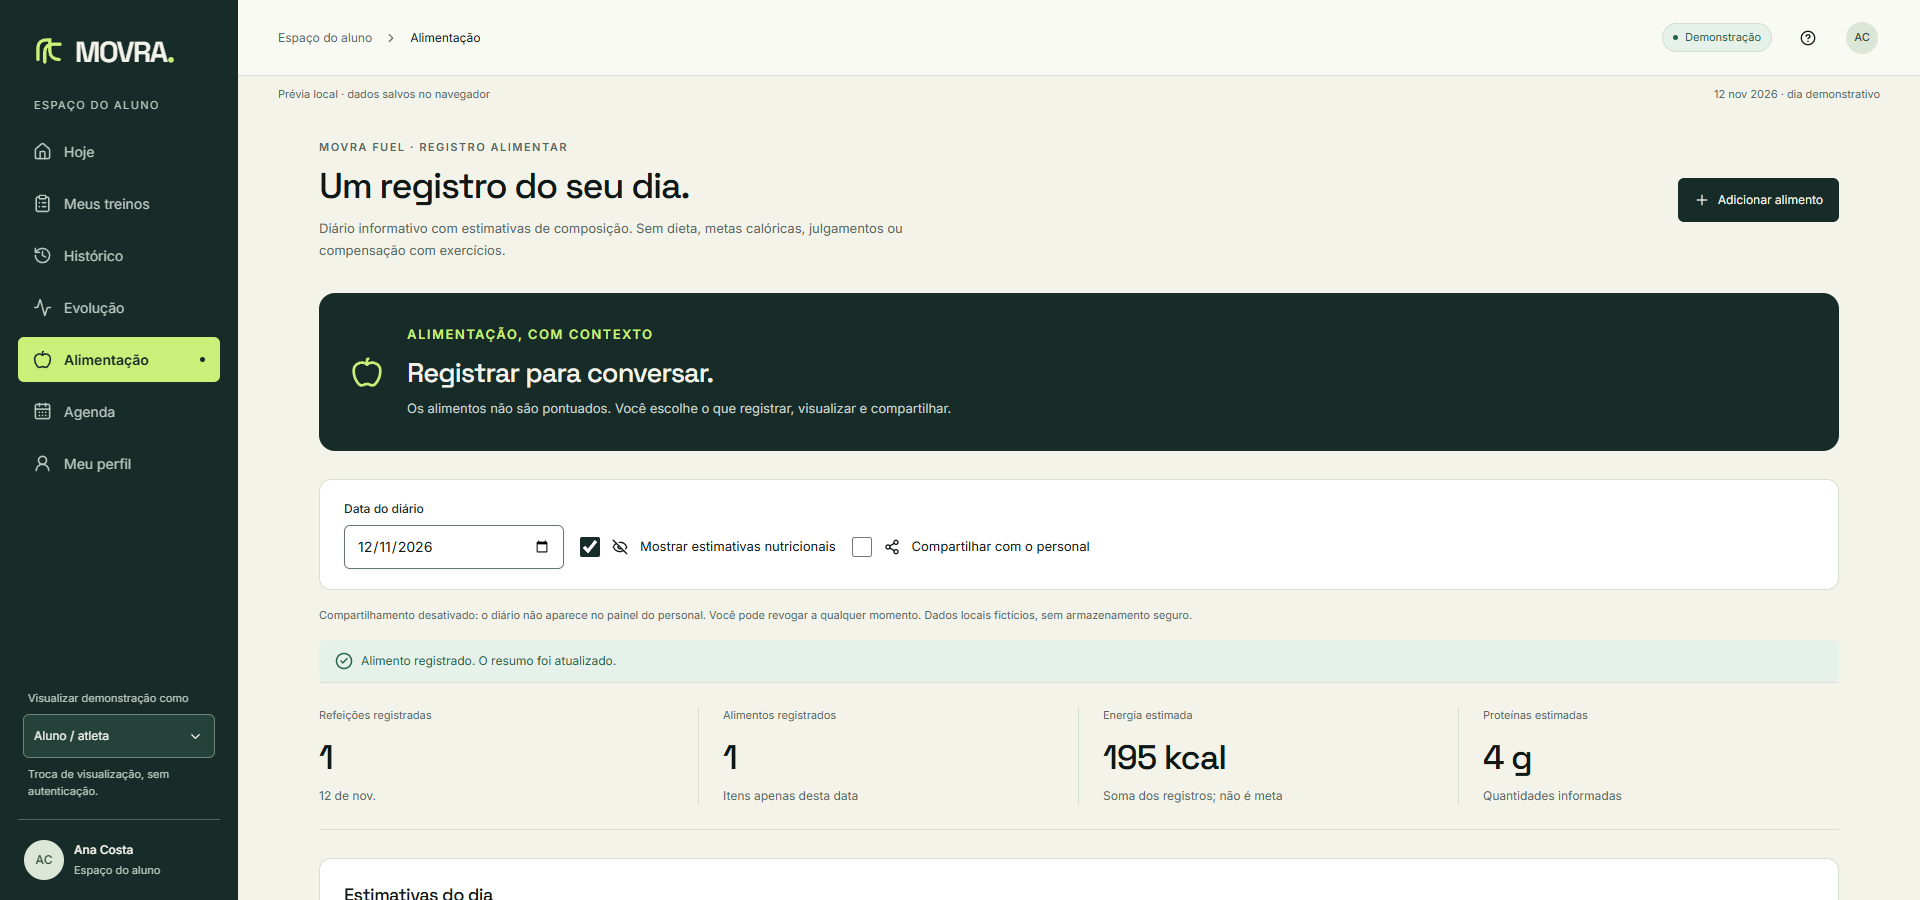 MOVRA.
ESPAÇO DO ALUNO
Hoje
Meus treinos
Histórico
Evolução
Alimentação
Agenda
Meu perfil
Visualizar demonstração como
Aluno / atleta
Troca de visualização, sem
autenticação.
AC
Ana Costa
Espaço do aluno
Espaço do aluno
Alimentação
Demonstração
AC
Prévia local · dados salvos no navegador
12 nov 2026 · dia demonstrativo
MOVRA FUEL · REGISTRO ALIMENTAR
Um registro do seu dia.
Diário informativo com estimativas de composição. Sem dieta, metas calóricas, julgamentos ou
compensação com exercícios.
Adicionar alimento
ALIMENTAÇÃO, COM CONTEXTO
Registrar para conversar.
Os alimentos não são pontuados. Você escolhe o que registrar, visualizar e compartilhar.
Data do diário
12/11/2026
Mostrar estimativas nutricionais
Compartilhar com o personal
Compartilhamento desativado: o diário não aparece no painel do personal. Você pode revogar a qualquer momento. Dados locais fictícios, sem armazenamento seguro.
Alimento registrado. O resumo foi atualizado.
Refeições registradas
1
12 de nov.
Alimentos registrados
1
Itens apenas desta data
Energia estimada
195 kcal
Soma dos registros; não é meta
Proteínas estimadas
4 g
Quantidades informadas
Estimativas do dia